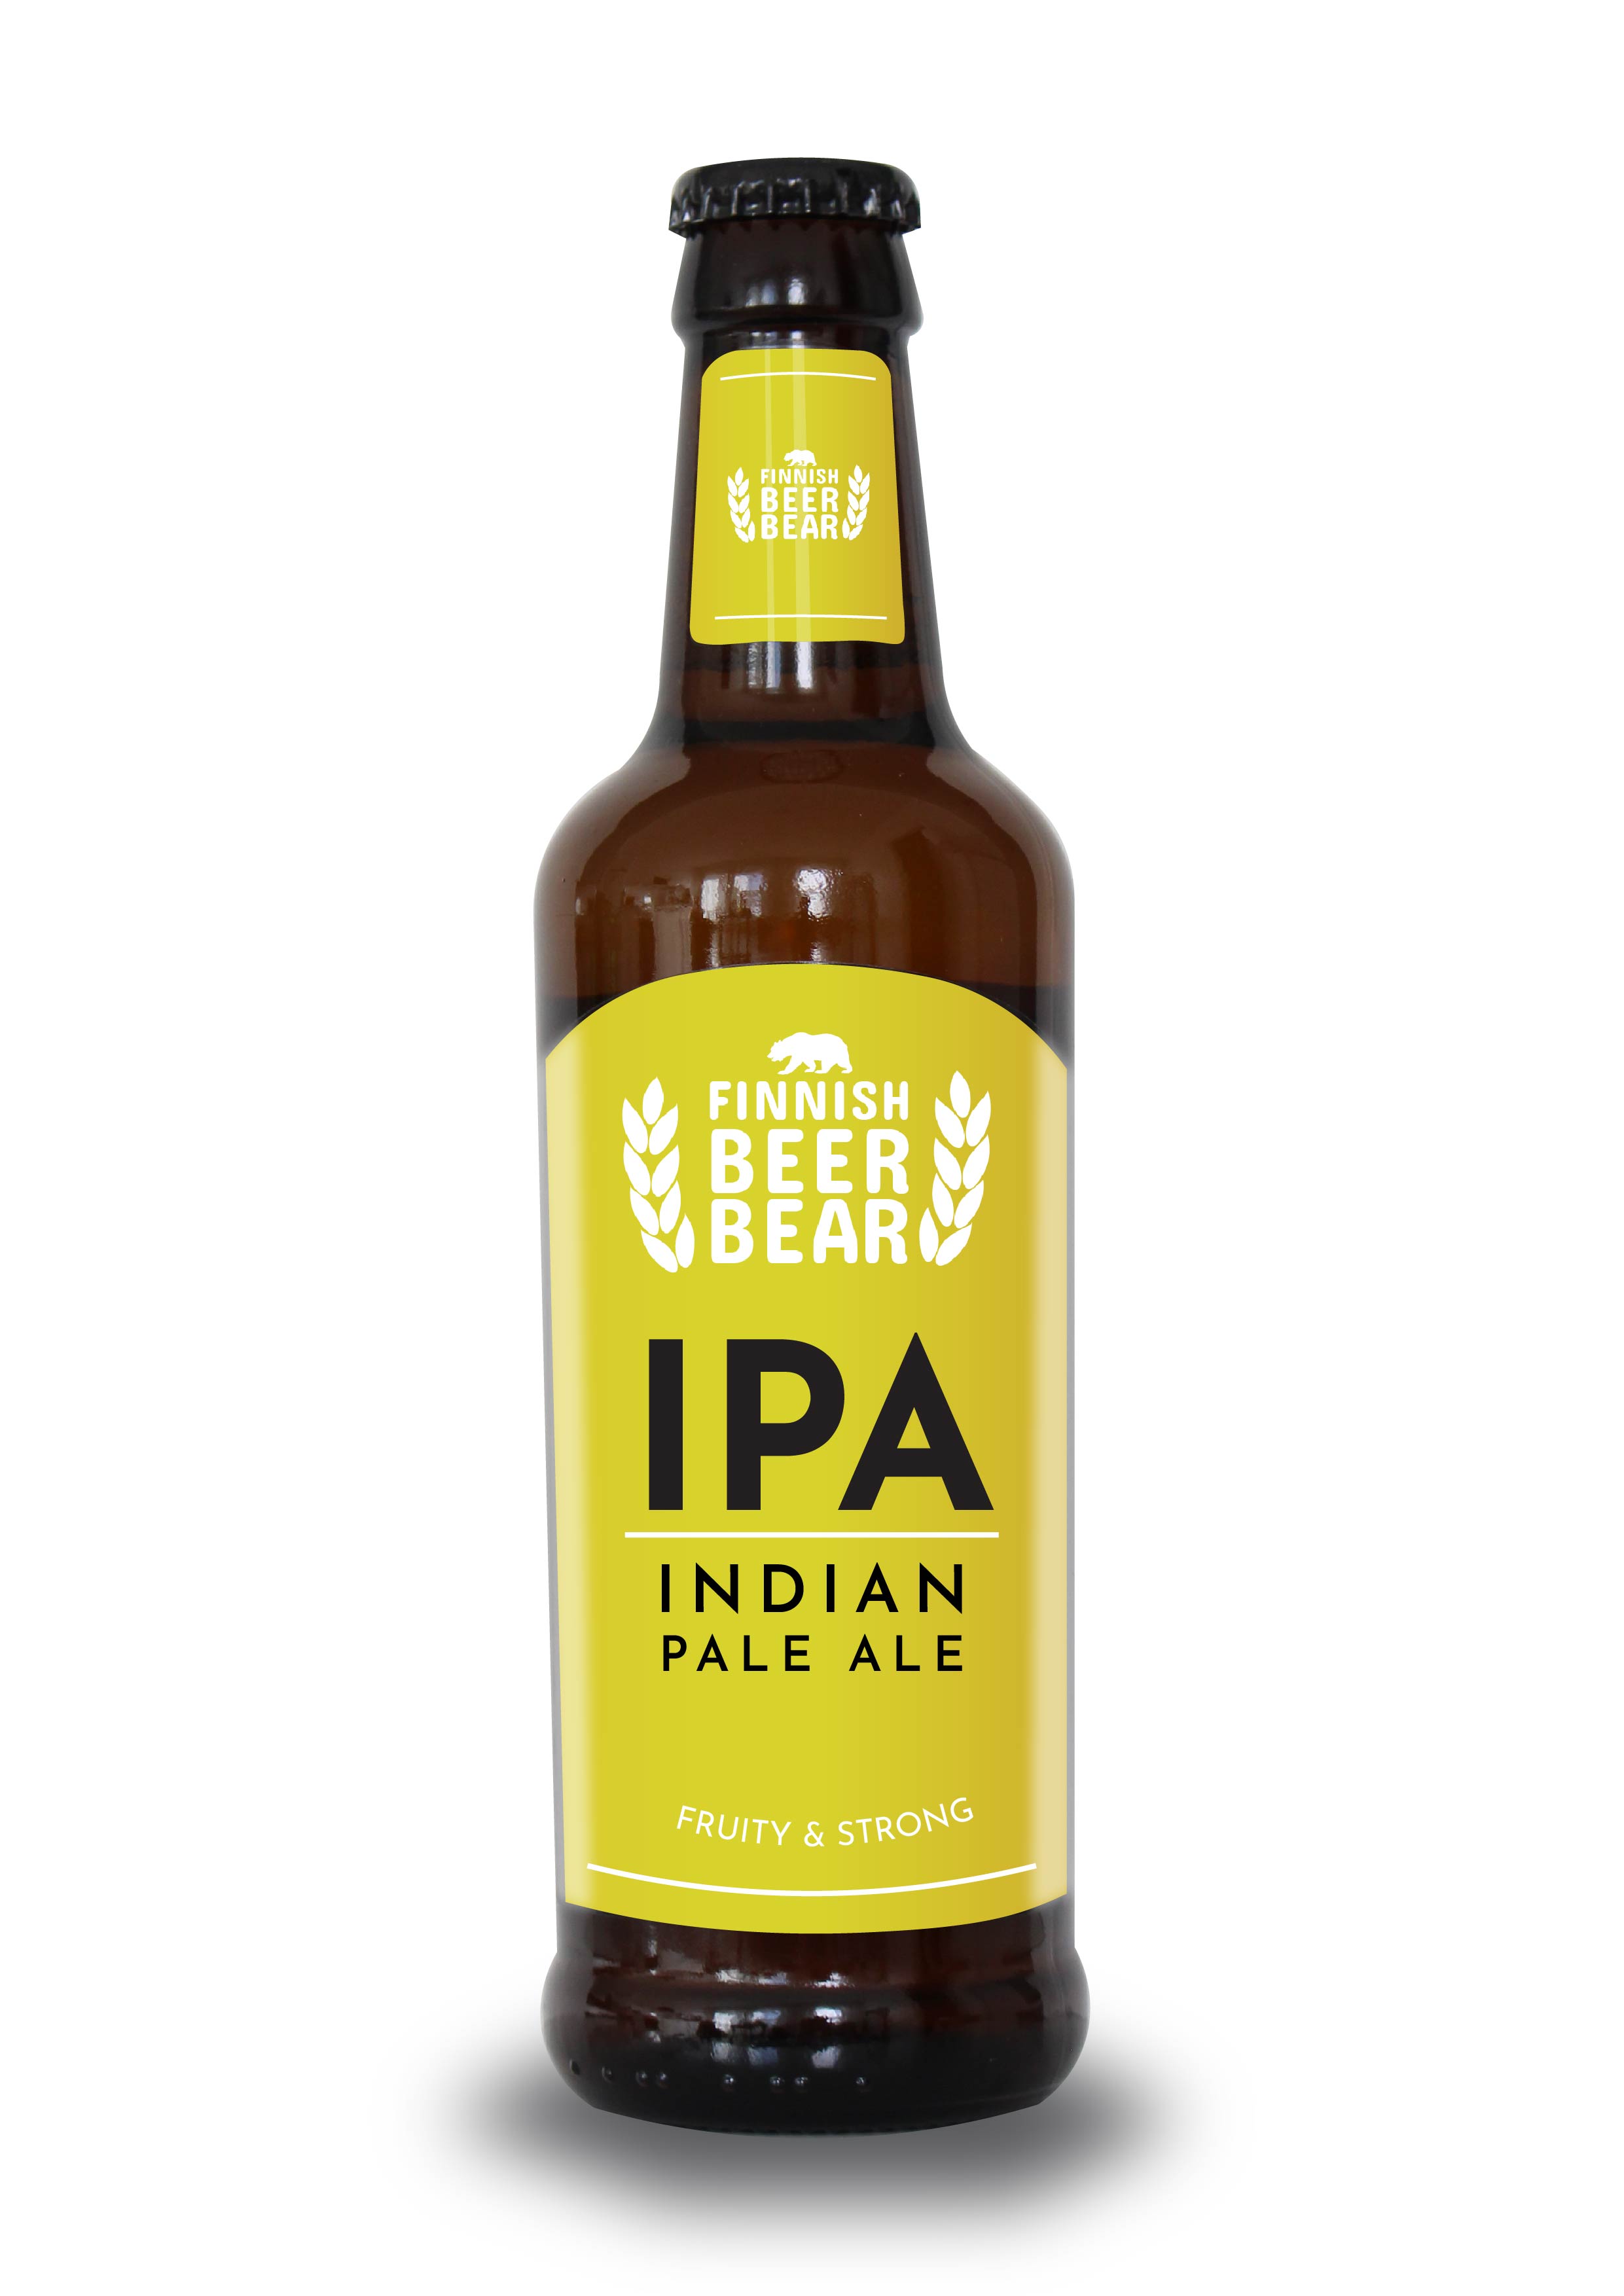 FINNISH
BEER
BEAR
FINNISH
BEER
BEAR
IPA
INDIAN
PALE ALE
FRUITY & STRONG